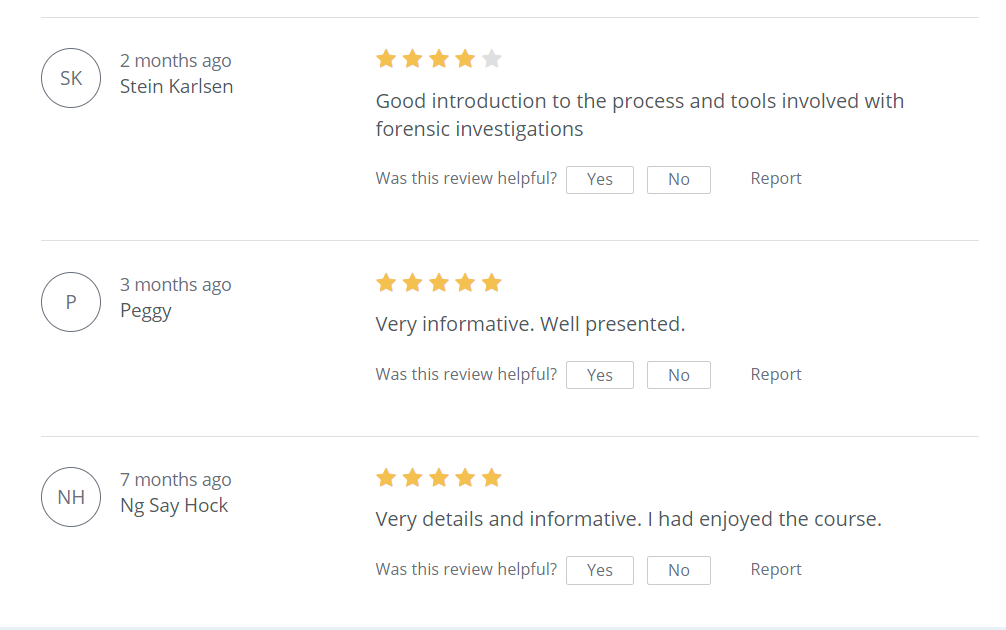 SK
2 months ago
Stein Karlsen
Good introduction to the process and tools involved with
forensic investigations
Was this review helpful? Yes No Report
P
3 months ago
Peggy
Very informative. Well presented.
Was this review helpful? Yes No Report
NH
7 months ago
Ng Say Hock
Very details and informative. I had enjoyed the course.
Was this review helpful? Yes No Report